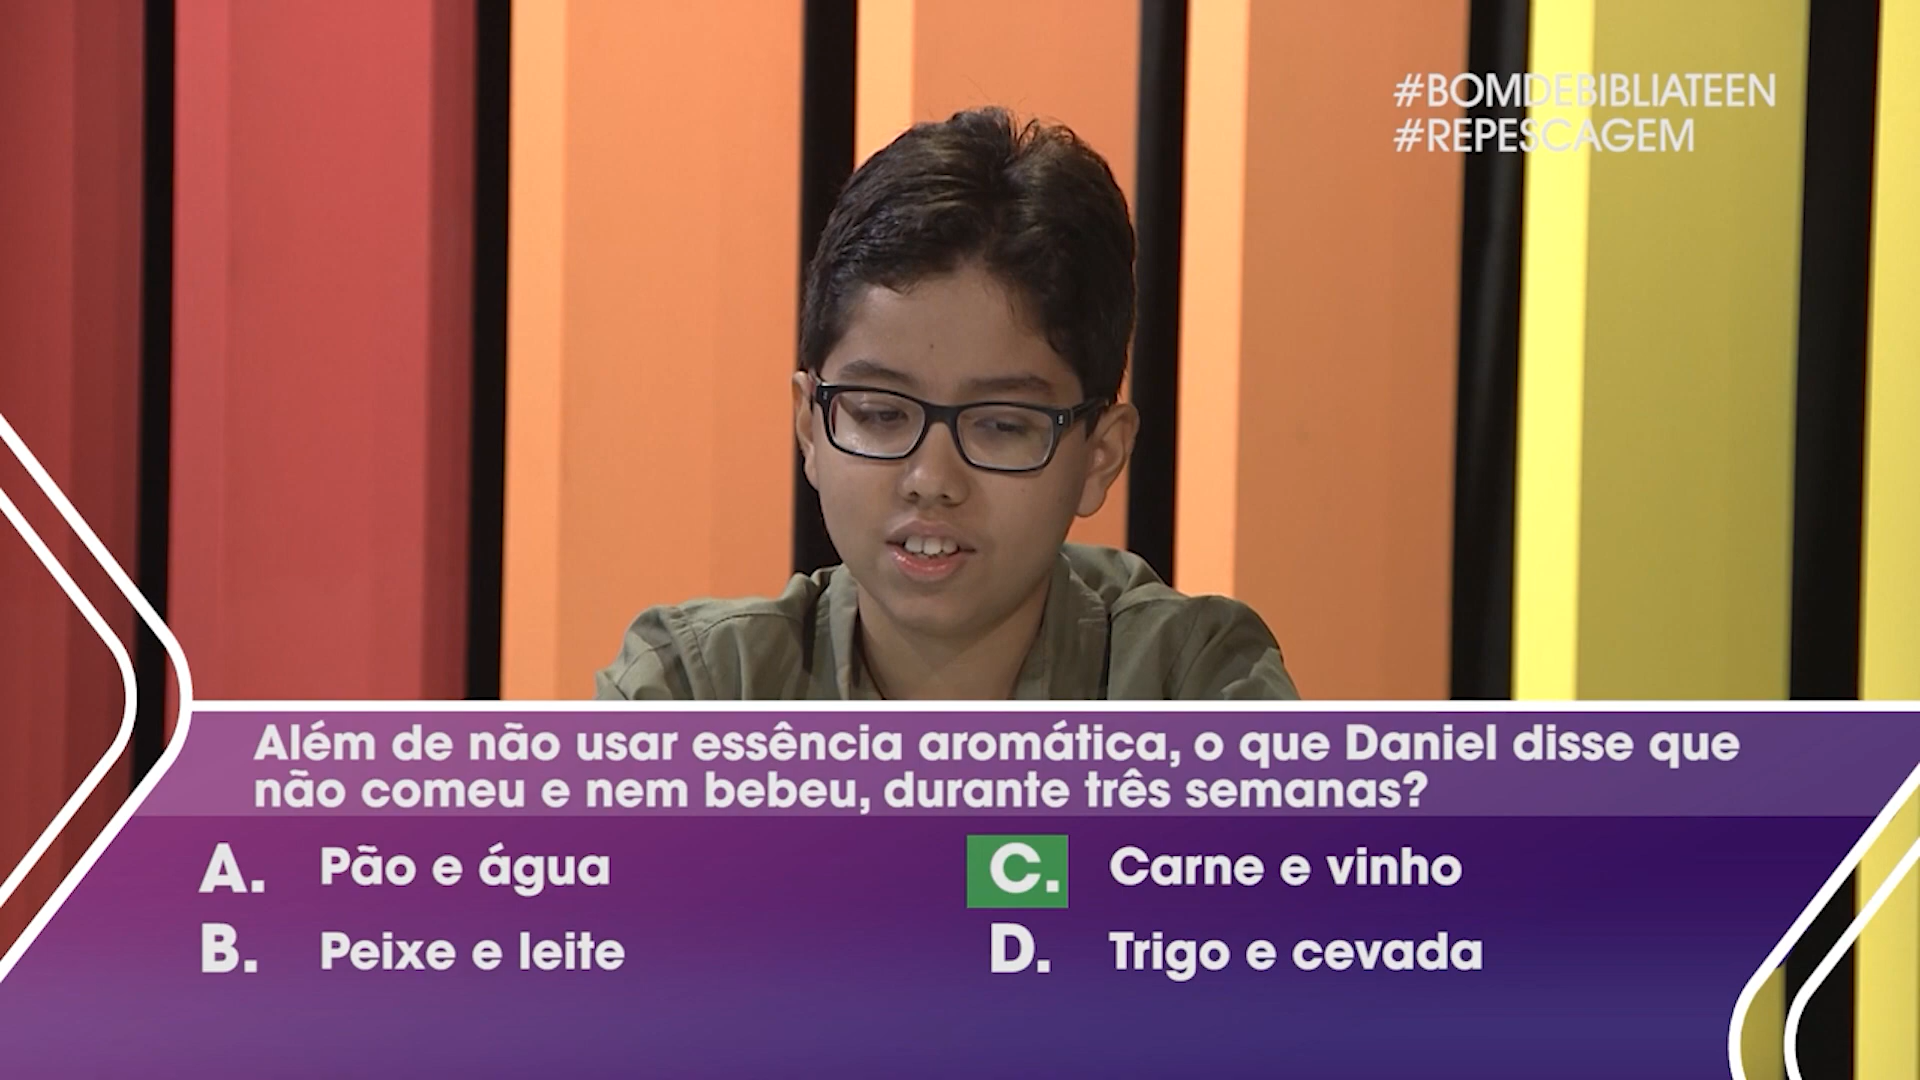 #BOMDEBIBLIATEEN
#REPESCAGEM
Além de não usar essência aromática, o que Daniel disse que
não comeu e nem bebeu, durante três semanas?
A. Pão e água
C. Carne e vinho
B. Peixe e leite
D. Trigo e cevada